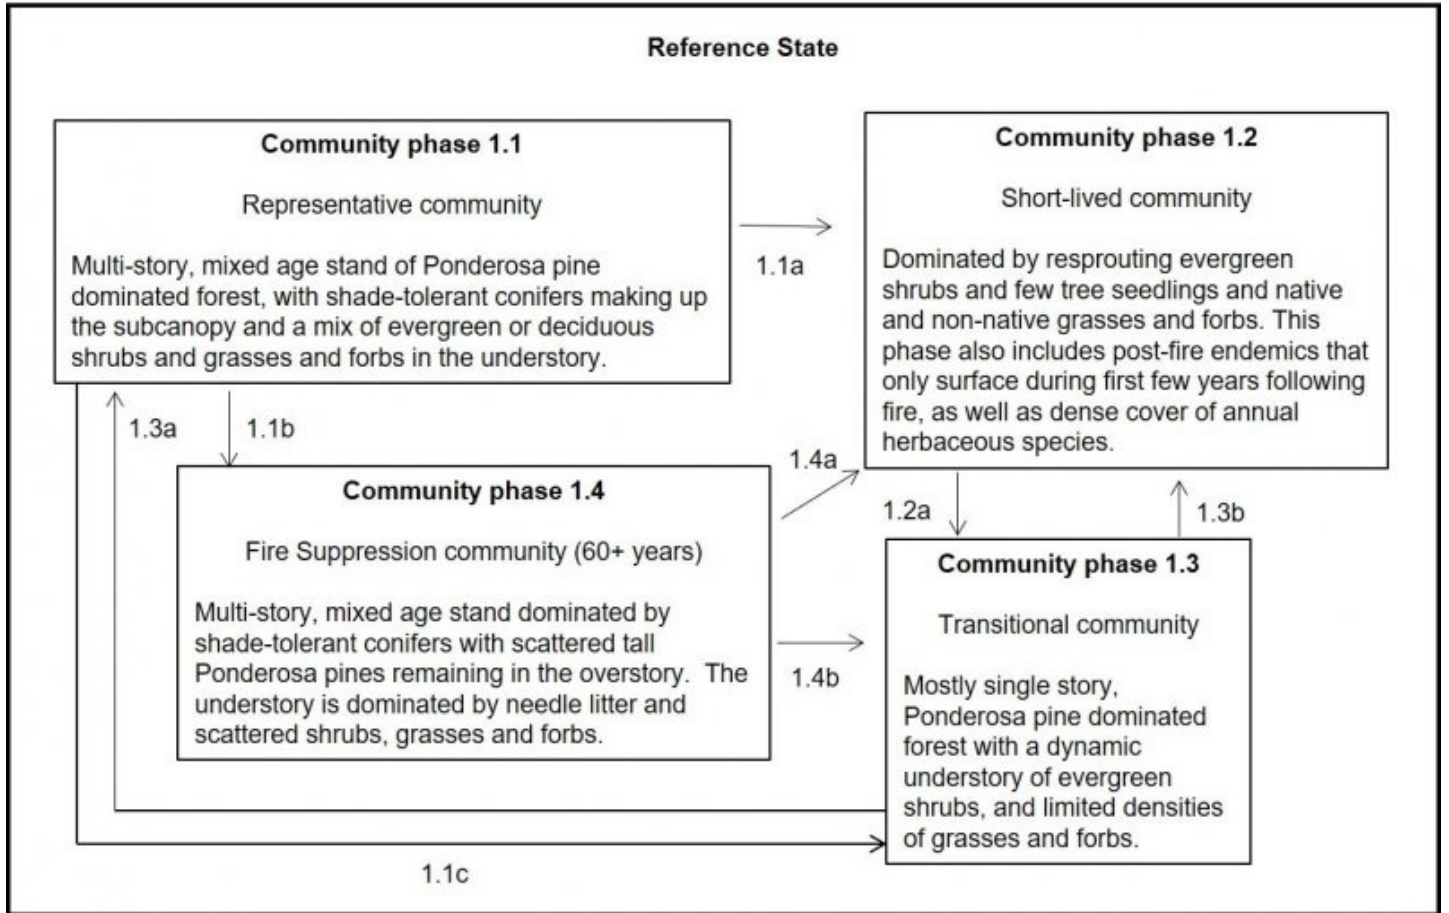 Reference State
Community phase 1.1
Representative community
Multi-story, mixed age stand of Ponderosa pine
dominated forest, with shade-tolerant conifers making up
the subcanopy and a mix of evergreen or deciduous
shrubs and grasses and forbs in the understory.
1.1a
Community phase 1.2
Short-lived community
Dominated by resprouting evergreen
shrubs and few tree seedlings and native
and non-native grasses and forbs. This
phase also includes post-fire endemics that
only surface during first few years following
fire, as well as dense cover of annual
herbaceous species.
1.3a
1.1b
1.4a
1.2a
1.3b
Community phase 1.4
Fire Suppression community (60+ years)
Multi-story, mixed age stand dominated by
shade-tolerant conifers with scattered tall
Ponderosa pines remaining in the overstory. The
understory is dominated by needle litter and
scattered shrubs, grasses and forbs.
1.4b
Community phase 1.3
Transitional community
Mostly single story,
Ponderosa pine dominated
forest with a dynamic
understory of evergreen
shrubs, and limited densities
of grasses and forbs.
1.1c